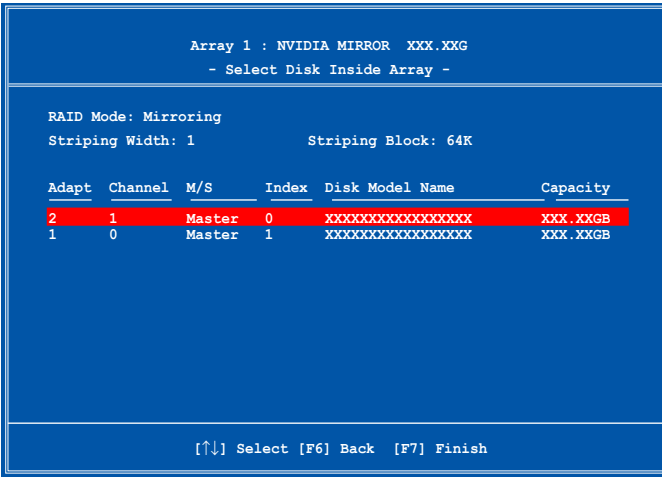 Array 1 : NVIDIA MIRROR XXX.XXG
- Select Disk Inside Array -
RAID Mode: Mirroring
Striping Width: 1 Striping Block: 64K
Adapt Channel M/S Index Disk Model Name Capacity
2 1 Master 0 XXXXXXXXXXXXXXXXX XXX.XXGB
1 0 Master 1 XXXXXXXXXXXXXXXXX XXX.XXGB
[↑↓] Select [F6] Back [F7] Finish